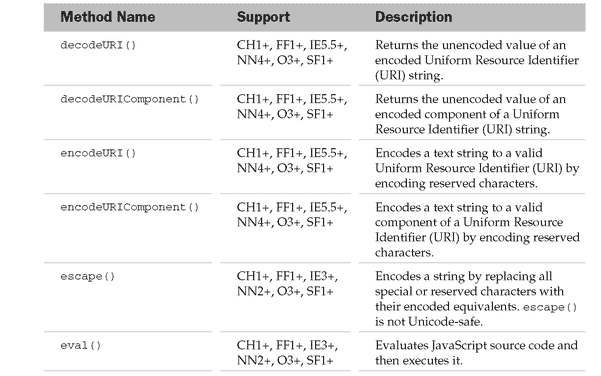 Method Name Support Description
decodeURI() CH1+, FF1+, IE5.5+, Returns the unencoded value of an
NN4+, O3+, SF1+ encoded Uniform Resource Identifier
(URI) string.
decodeURIComponent() CH1+, FF1+, IE5.5+, Returns the unencoded value of an
NN4+, O3+, SF1+ encoded component of a Uniform
Resource Identifier (URI) string.
encodeURI() CH1+, FF1+, IE5.5+, Encodes a text string to a valid
NN4+, O3+, SF1+ Uniform Resource Identifier (URI) by
encoding reserved characters.
encodeURIComponent() CH1+, FF1+, IE5.5+, Encodes a text string to a valid
NN4+, O3+, SF1+ component of a Uniform Resource
Identifier (URI) by encoding reserved
characters.
escape() CH1+, FF1+, IE3+, Encodes a string by replacing all
NN2+, O3+, SF1+ special or reserved characters with
their encoded equivalents. escape()
is not Unicode-safe.
eval() CH1+, FF1+, IE3+, Evaluates JavaScript source code and
NN2+, O3+, SF1+ then executes it.